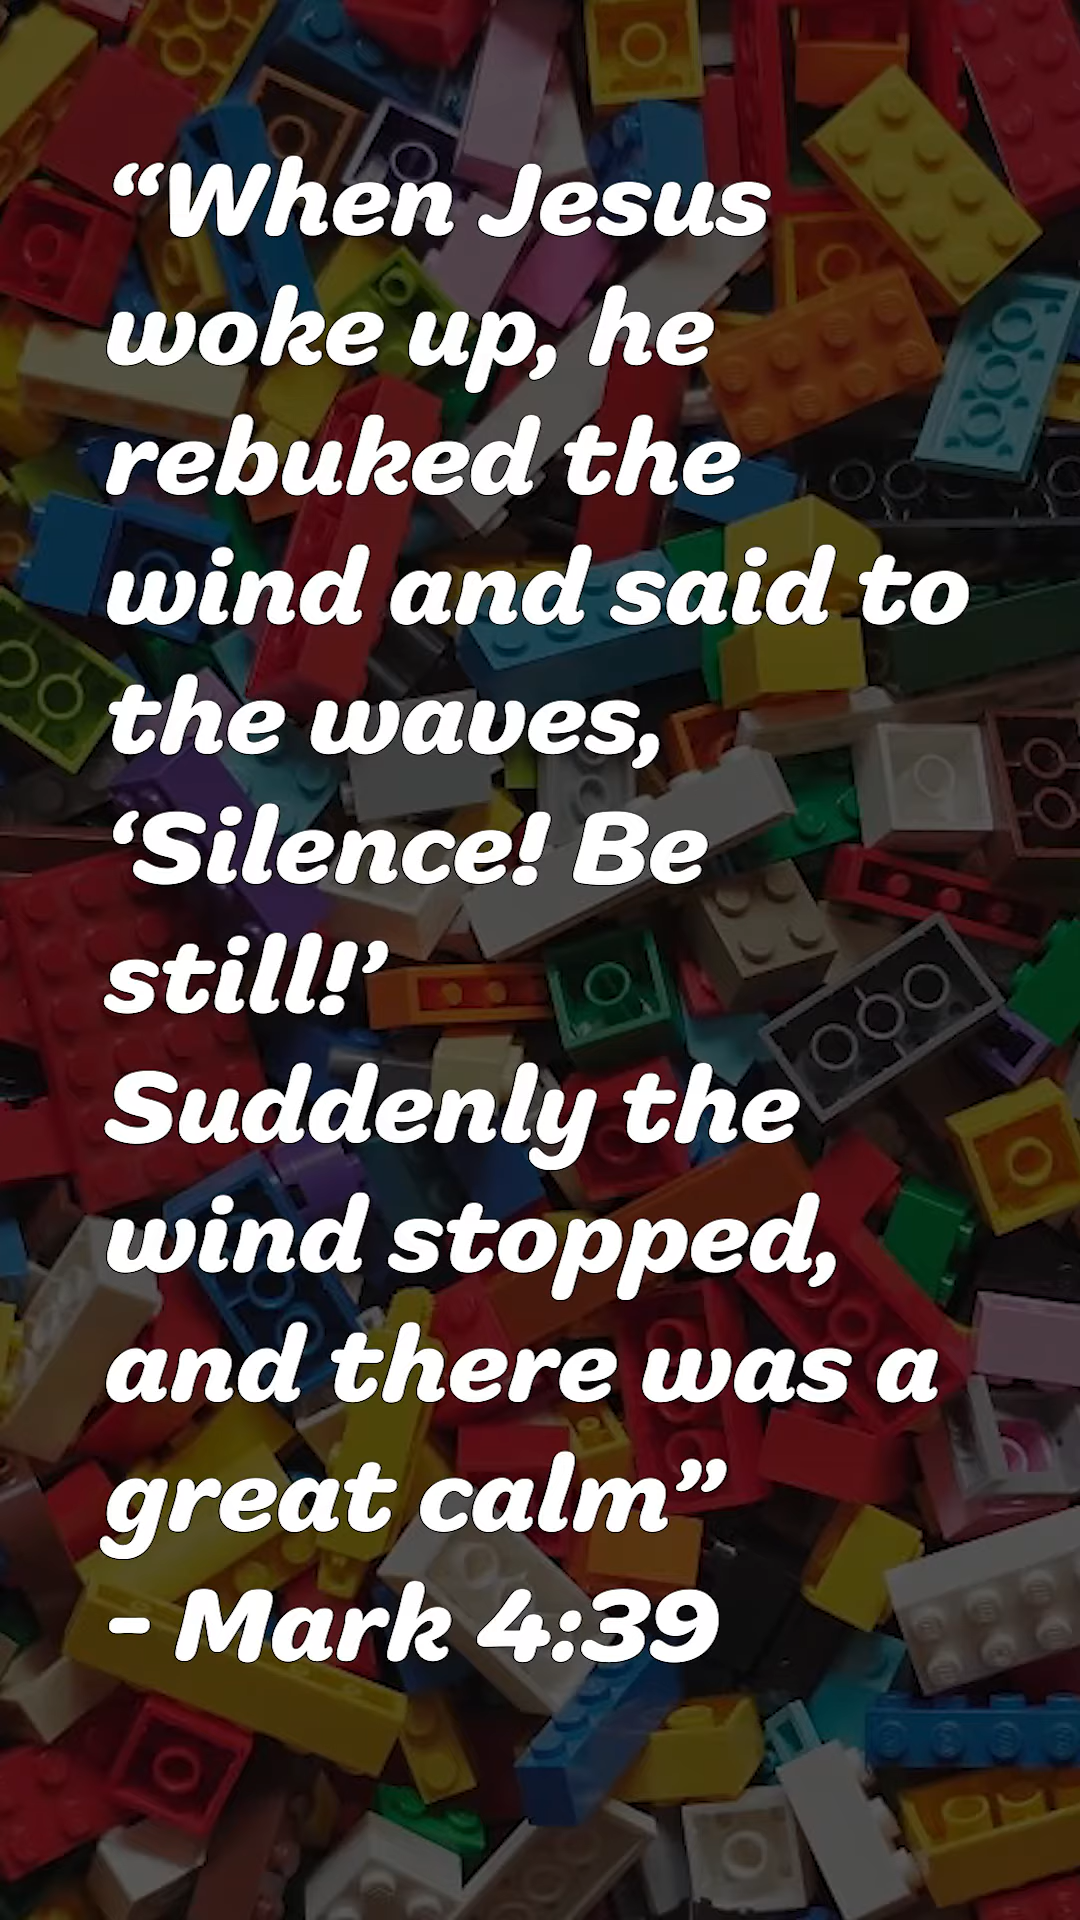 “When Jesus
woke up, he
rebuked the
wind and said to
the waves,
‘Silence! Be
still!’
Suddenly the
wind stopped,
and there was a
great calm”
- Mark 4:39